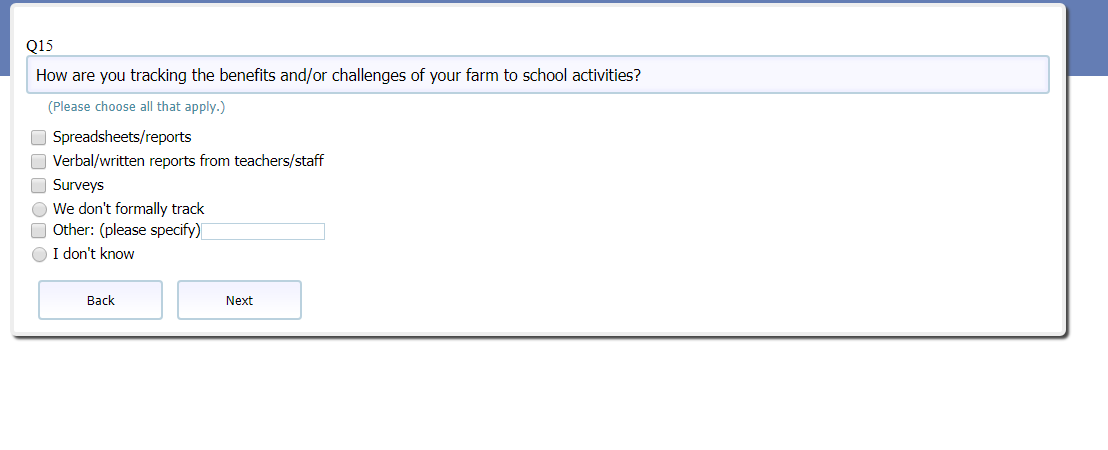 Q15
How are you tracking the benefits and/or challenges of your farm to school activities?
(Please choose all that apply.)
Spreadsheets/reports
Verbal/written reports from teachers/staff
Surveys
We don't formally track
Other: (please specify)
I don't know
Back Next